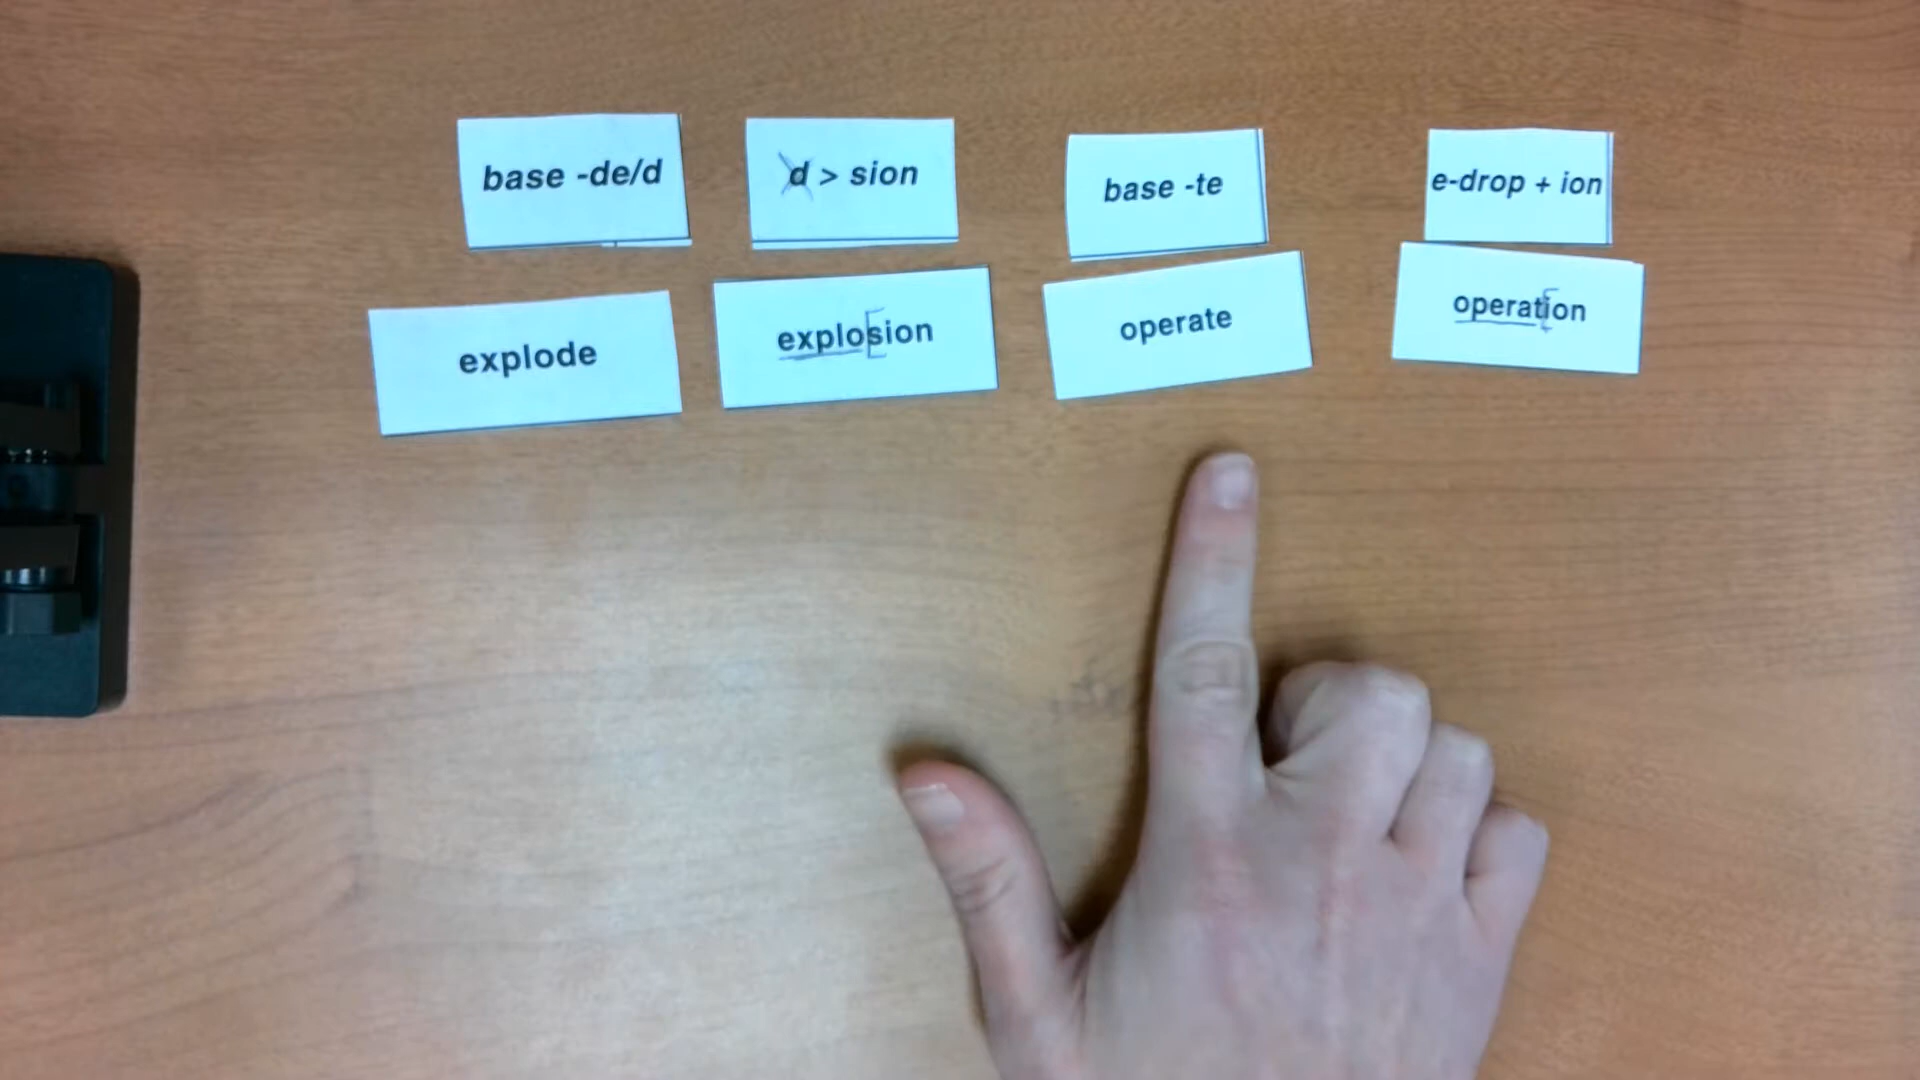 base -de/d
d > sion
base -te
e-drop + ion
explode
explosion
operate
operation